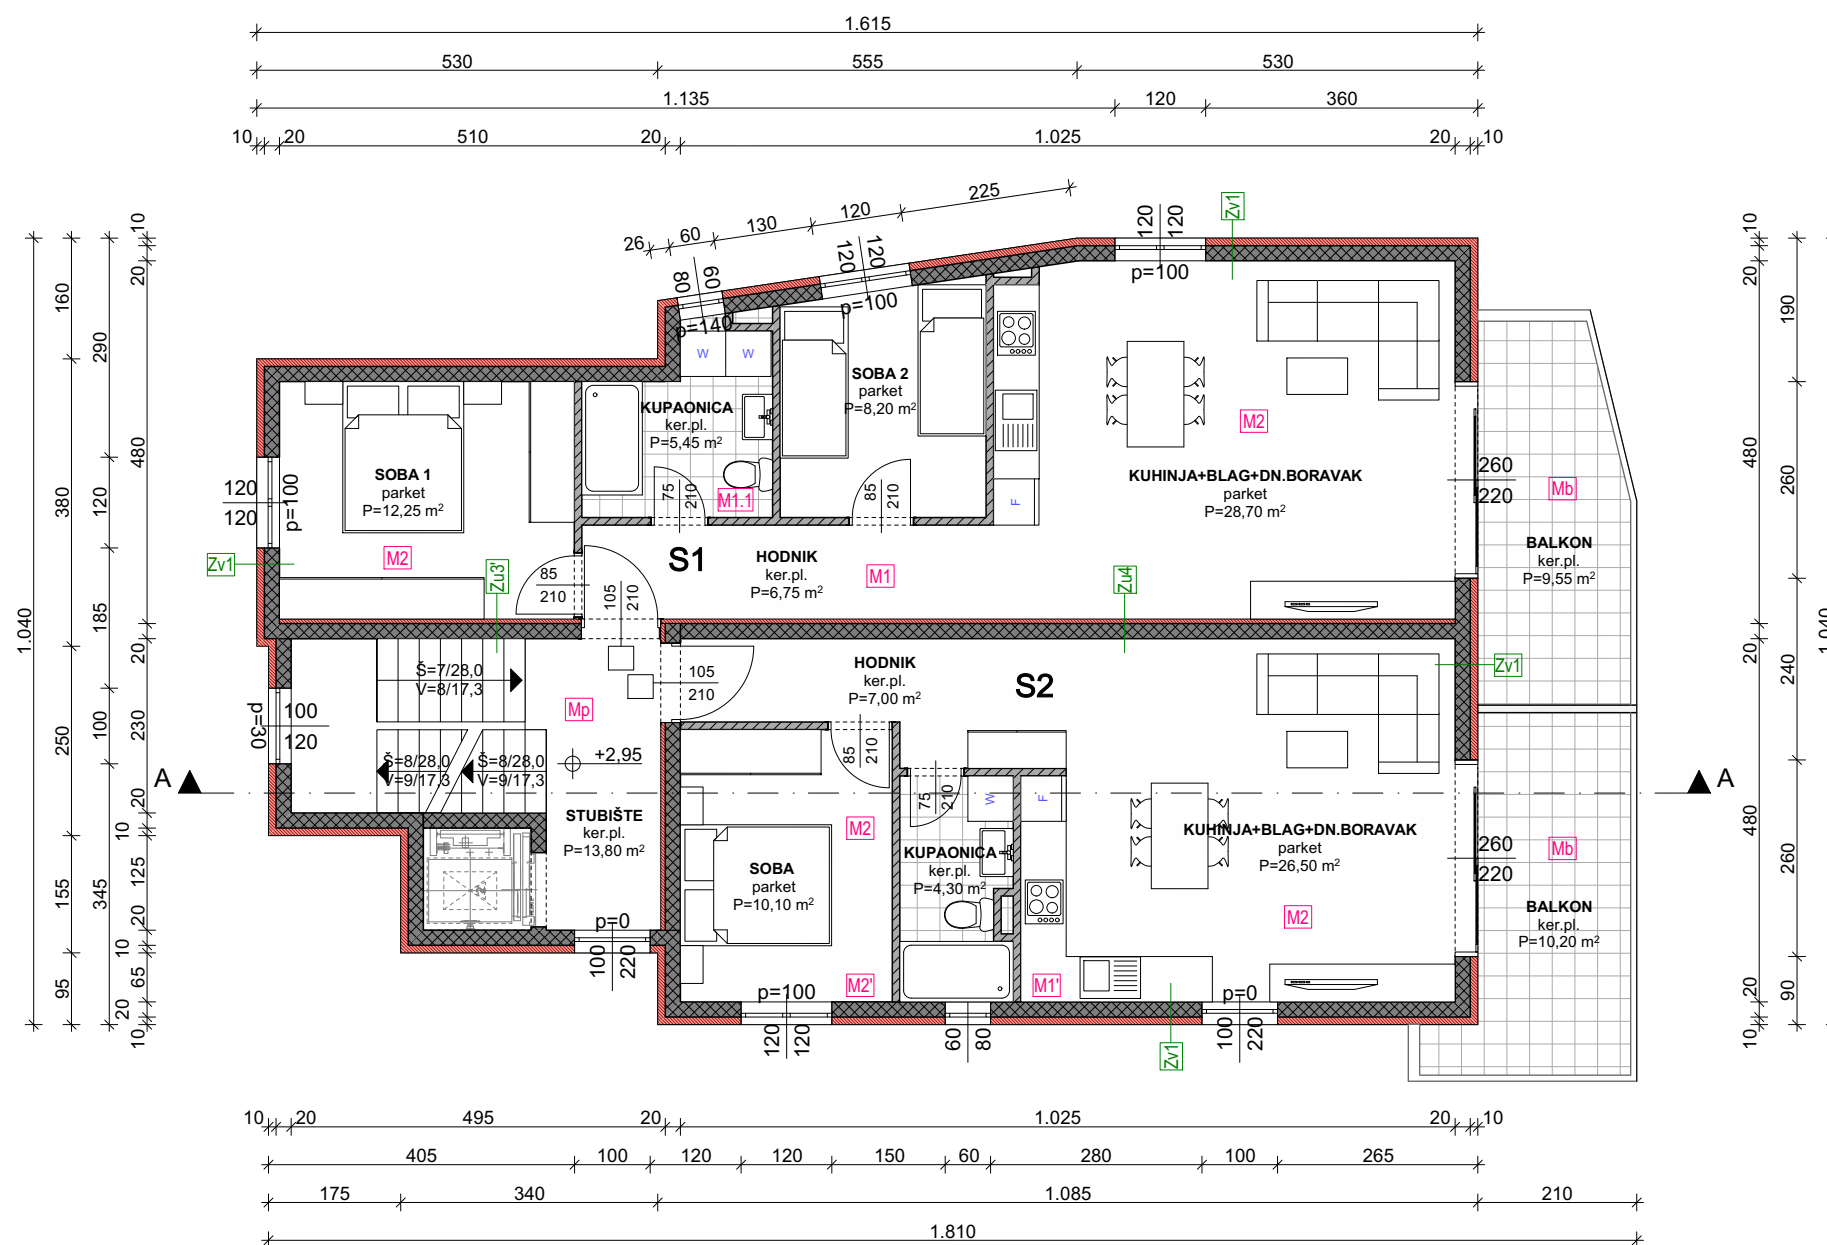 1.615
530
555
530
1.135
120
360
10
20
510
20
1.025
20
10
26
60
130
120
225
10
20
160
290
480
380
120
185
1.040
20
250
100
230
20
10
155
345
125
20
10
95
65
20
10
10
20
190
480
260
20
240
1.040
480
260
20
90
10
Zv1
120
120
p=100
60
80
p=140
120
120
p=100
W
W
SOBA 2
parket
P=8,20 m²
KUPAONICA
ker.pl.
P=5,45 m²
M1.1
75
210
85
210
SOBA 1
parket
P=12,25 m²
M2
120
120
p=100
Zv1
Zu3'
85
210
105
210
S1
HODNIK
ker.pl.
P=6,75 m²
M1
F
M2
KUHINJA+BLAG+DN.BORAVAK
parket
P=28,70 m²
Zu4
260
220
Mb
BALKON
ker.pl.
P=9,55 m²
Zv1
Š=7/28,0
V=8/17,3
Š=8/28,0
V=9/17,3
Š=8/28,0
V=9/17,3
Mp
+2,95
100
120
p=30
A
A
STUBIŠTE
ker.pl.
P=13,80 m²
p=0
100
220
105
210
HODNIK
ker.pl.
P=7,00 m²
S2
85
210
75
210
M2
SOBA
parket
P=10,10 m²
M2'
p=100
120
120
W
F
KUPAONICA
ker.pl.
P=4,30 m²
60
80
M1'
KUHINJA+BLAG+DN.BORAVAK
parket
P=26,50 m²
M2
p=0
100
220
Zv1
260
220
Mb
BALKON
ker.pl.
P=10,20 m²
10
20
495
20
1.025
20
10
405
100
120
120
150
60
280
100
265
175
340
1.085
210
1.810